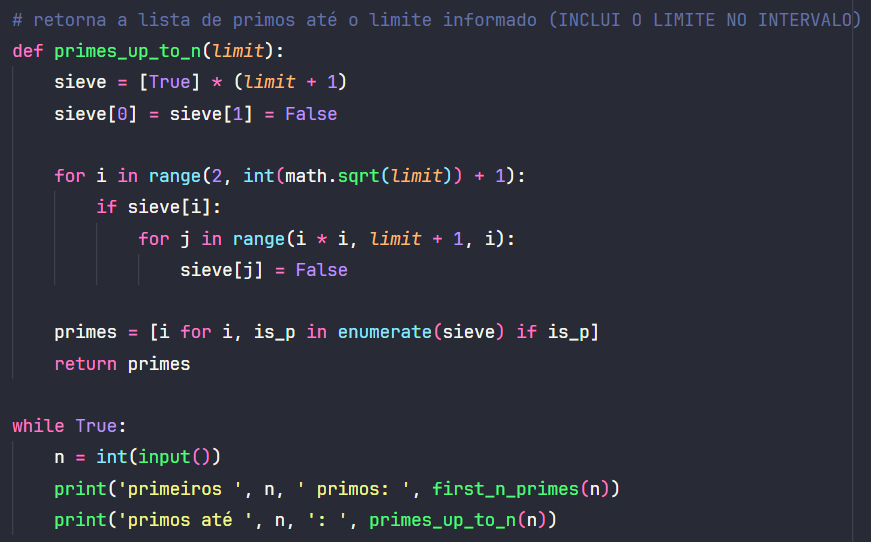 # retorna a lista de primos até o limite informado (INCLUI O LIMITE NO INTERVALO)
def primes_up_to_n(limit):
    sieve = [True] * (limit + 1)
    sieve[0] = sieve[1] = False
    for i in range(2, int(math.sqrt(limit)) + 1):
        if sieve[i]:
            for j in range(i * i, limit + 1, i):
                sieve[j] = False
    primes = [i for i, is_p in enumerate(sieve) if is_p]
    return primes
while True:
    n = int(input())
    print('primeiros ', n, ' primos: ', first_n_primes(n))
    print('primos até ', n, ': ', primes_up_to_n(n))